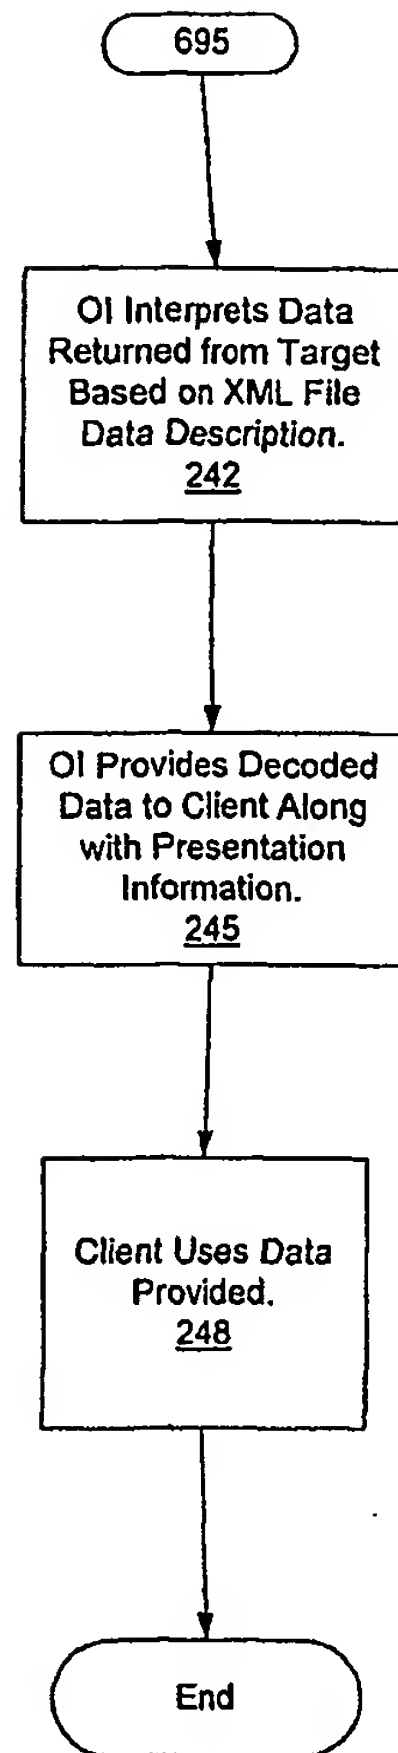 695
OI Interprets Data
Returned from Target
Based on XML File
Data Description.
242
OI Provides Decoded
Data to Client Along
with Presentation
Information.
245
Client Uses Data
Provided.
248
End